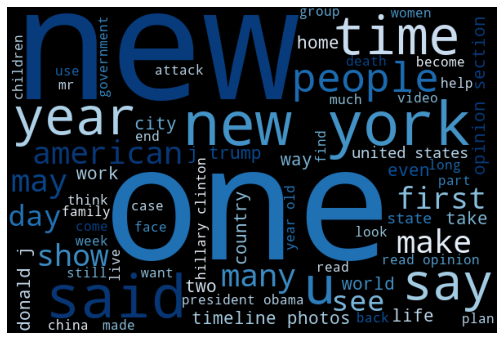 new
group
women
time
section
children
government
home
become
use
attack
people
death
help
mr
much
video
opinion
year
city
new york
find
end
american
j trump
way
united states
may
work
even
long
think
part
day
family
case
hillary clinton
country
year old
first
one
come
face
look
state
take
show
week
live
make
donald j
still
want
two
many
u
read
read opinion
said
see
world
say
president obama
china
made
timeline photos
back
life
plan